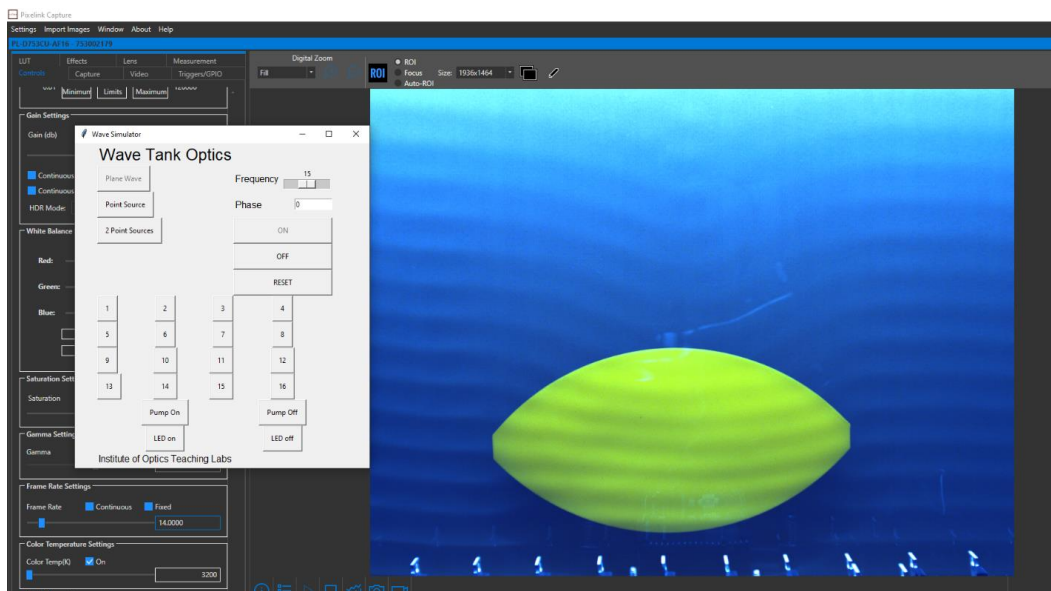 Pixelink Capture
Settings Import Images Window About Help
PL-D753CU-AF16 - 753002179
LUT Effects Lens Measurement
Controls Capture Video Triggers/GPIO
Minimum Limits Maximum
Gain Settings
Gain (db)
Continuous
Continuous
HDR Mode:
White Balance
Red:
Green:
Blue:
Saturation Sett
Saturation
Gamma Setting
Gamma
Frame Rate Settings
Frame Rate Continuous Fixed
14.0000
Color Temperature Settings
Color Temp(K) On
3200
Digital Zoom
Fill
ROI
ROI
Focus Size: 1936x1464
Auto-ROI
Wave Simulator
Wave Tank Optics
Plane Wave
Frequency 15
Point Source
Phase 0
2 Point Sources
ON
OFF
RESET
1 2 3 4
5 6 7 8
9 10 11 12
13 14 15 16
Pump On Pump Off
LED on LED off
Institute of Optics Teaching Labs